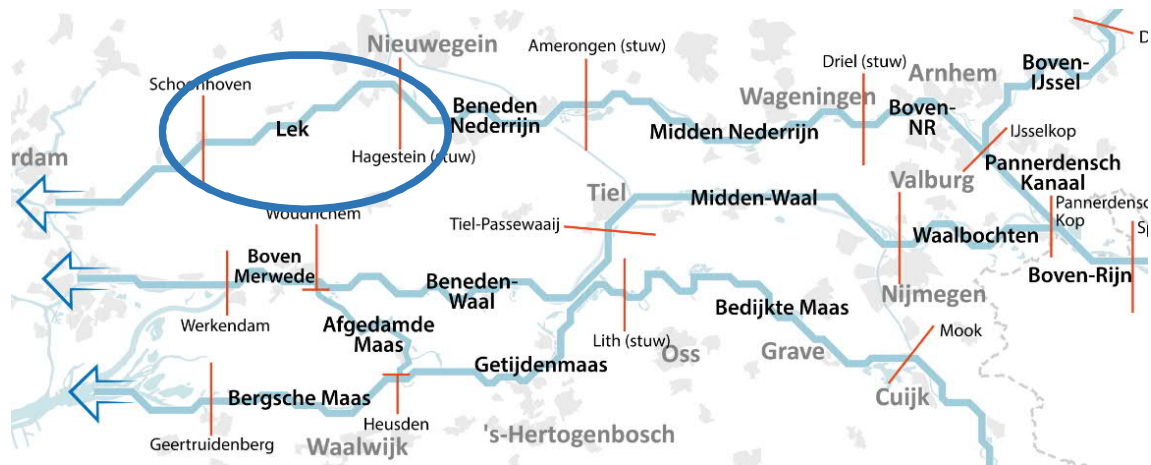 Nieuwegein
Amerongen (stuw)
Driel (stuw)
Arnhem
Boven-
IJssel
D
Schoonhoven
Wageningen
Boven-
NR
Beneden
Nederrijn
Lek
Midden Nederrijn
IJsselkop
rdam
Hagestein (stuw)
Pannerdensch
Kanaal
Valburg
Tiel
Midden-Waal
Pannerdensc
Kop
Sp
Woudrichem
Tiel-Passewaaij
Waalbochten
Boven-Rijn
Boven
Merwede
Beneden-
Waal
Nijmegen
Bedijkte Maas
Werkendam
Afgedamde
Maas
Lith (stuw)
Mook
Oss
Grave
Getijdenmaas
Cuijk
Bergsche Maas
Heusden
's-Hertogenbosch
Geertruidenberg
Waalwijk